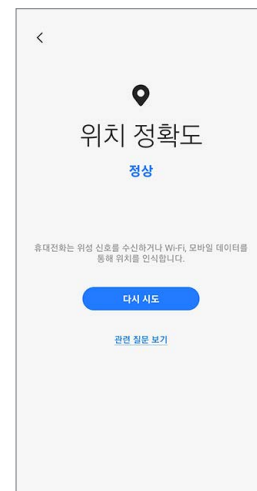 위치 정확도
정상
휴대전화는 위성 신호를 수신하거나 Wi-Fi, 모바일 데이터를
통해 위치를 인식합니다.
다시 시도
관련 질문 보기